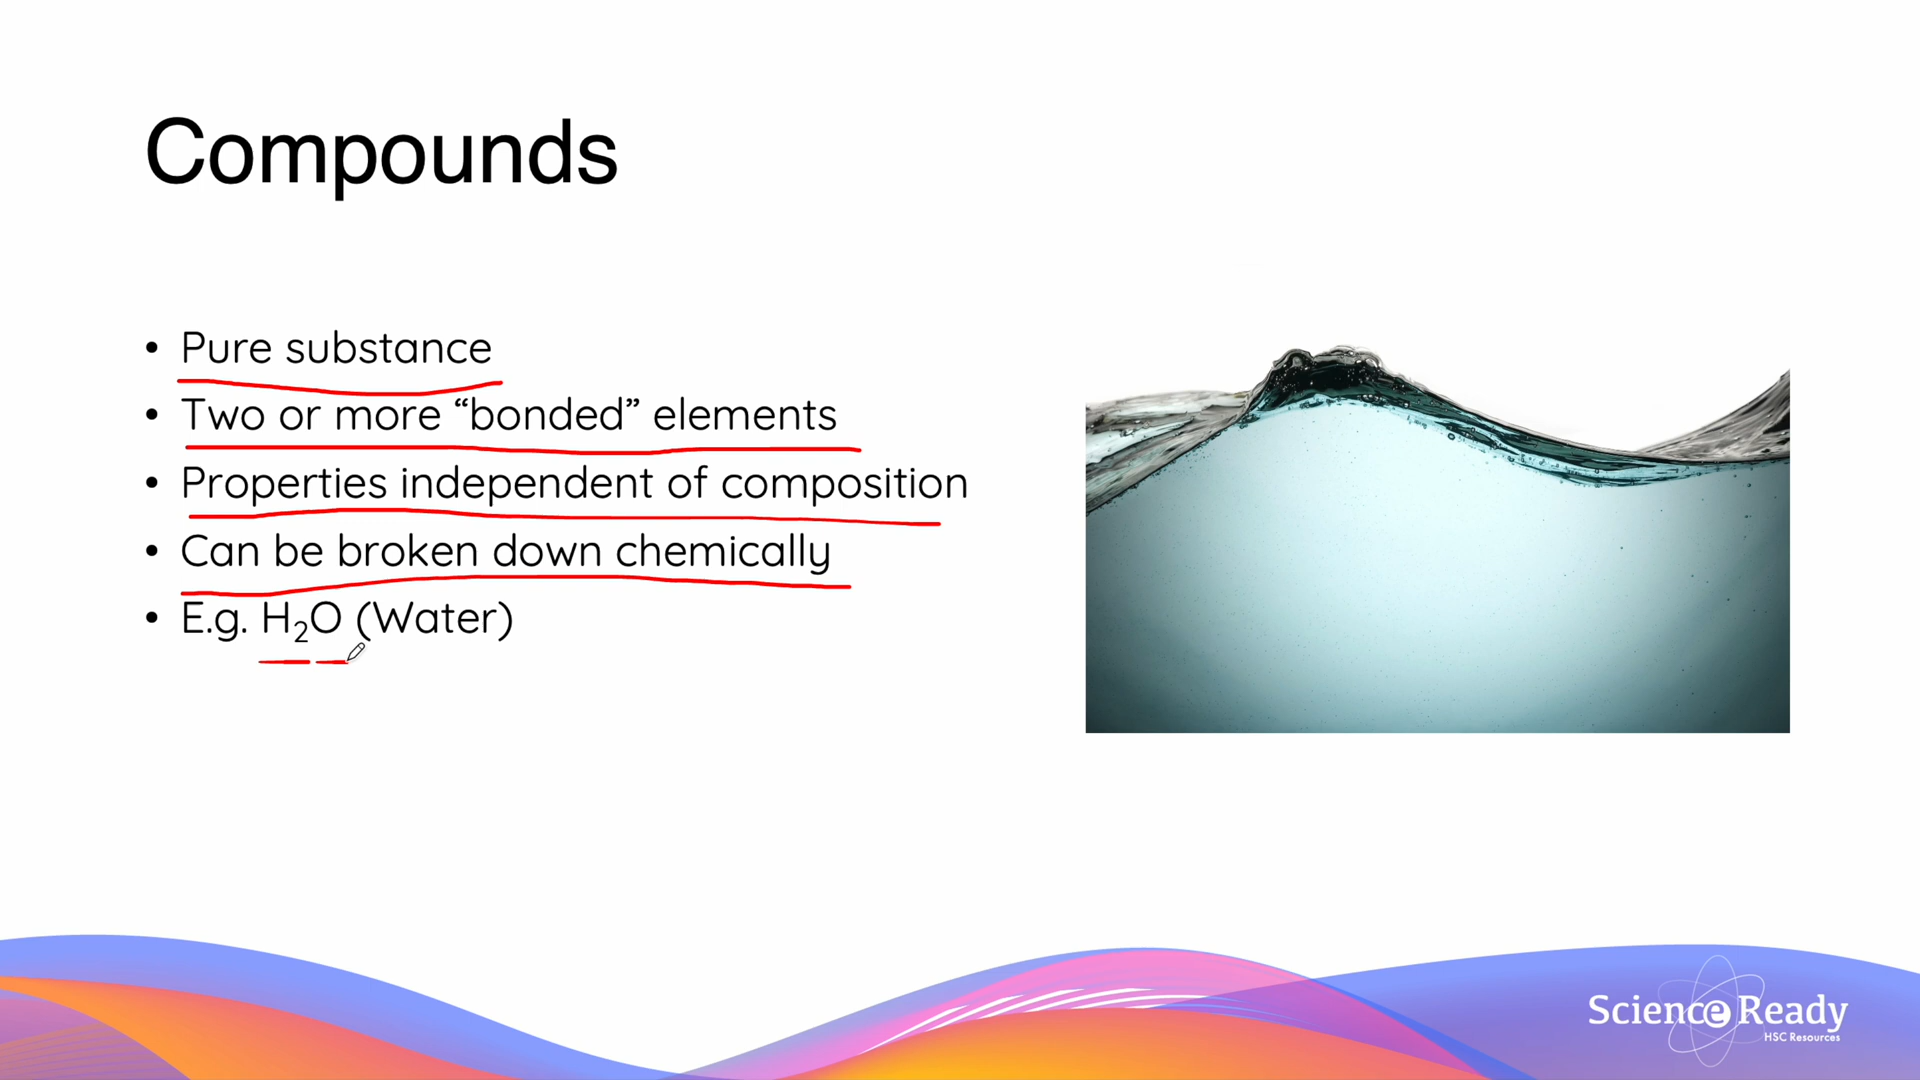 Compounds
• Pure substance
• Two or more “bonded” elements
• Properties independent of composition
• Can be broken down chemically
• E.g. H₂O (Water)
Science Ready
HSC Resources